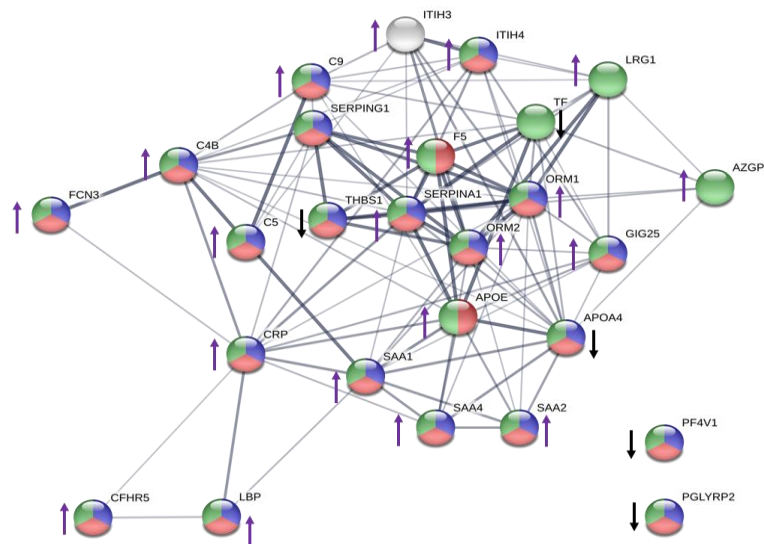 ITIH3
ITIH4
C9
LRG1
SERPING1
TF
F5
C4B
AZGP
FCN3
THBS1
SERPINA1
ORM1
C5
ORM2
GIG25
APOE
APOA4
CRP
SAA1
SAA4
SAA2
PF4V1
CFHR5
LBP
PGLYRP2